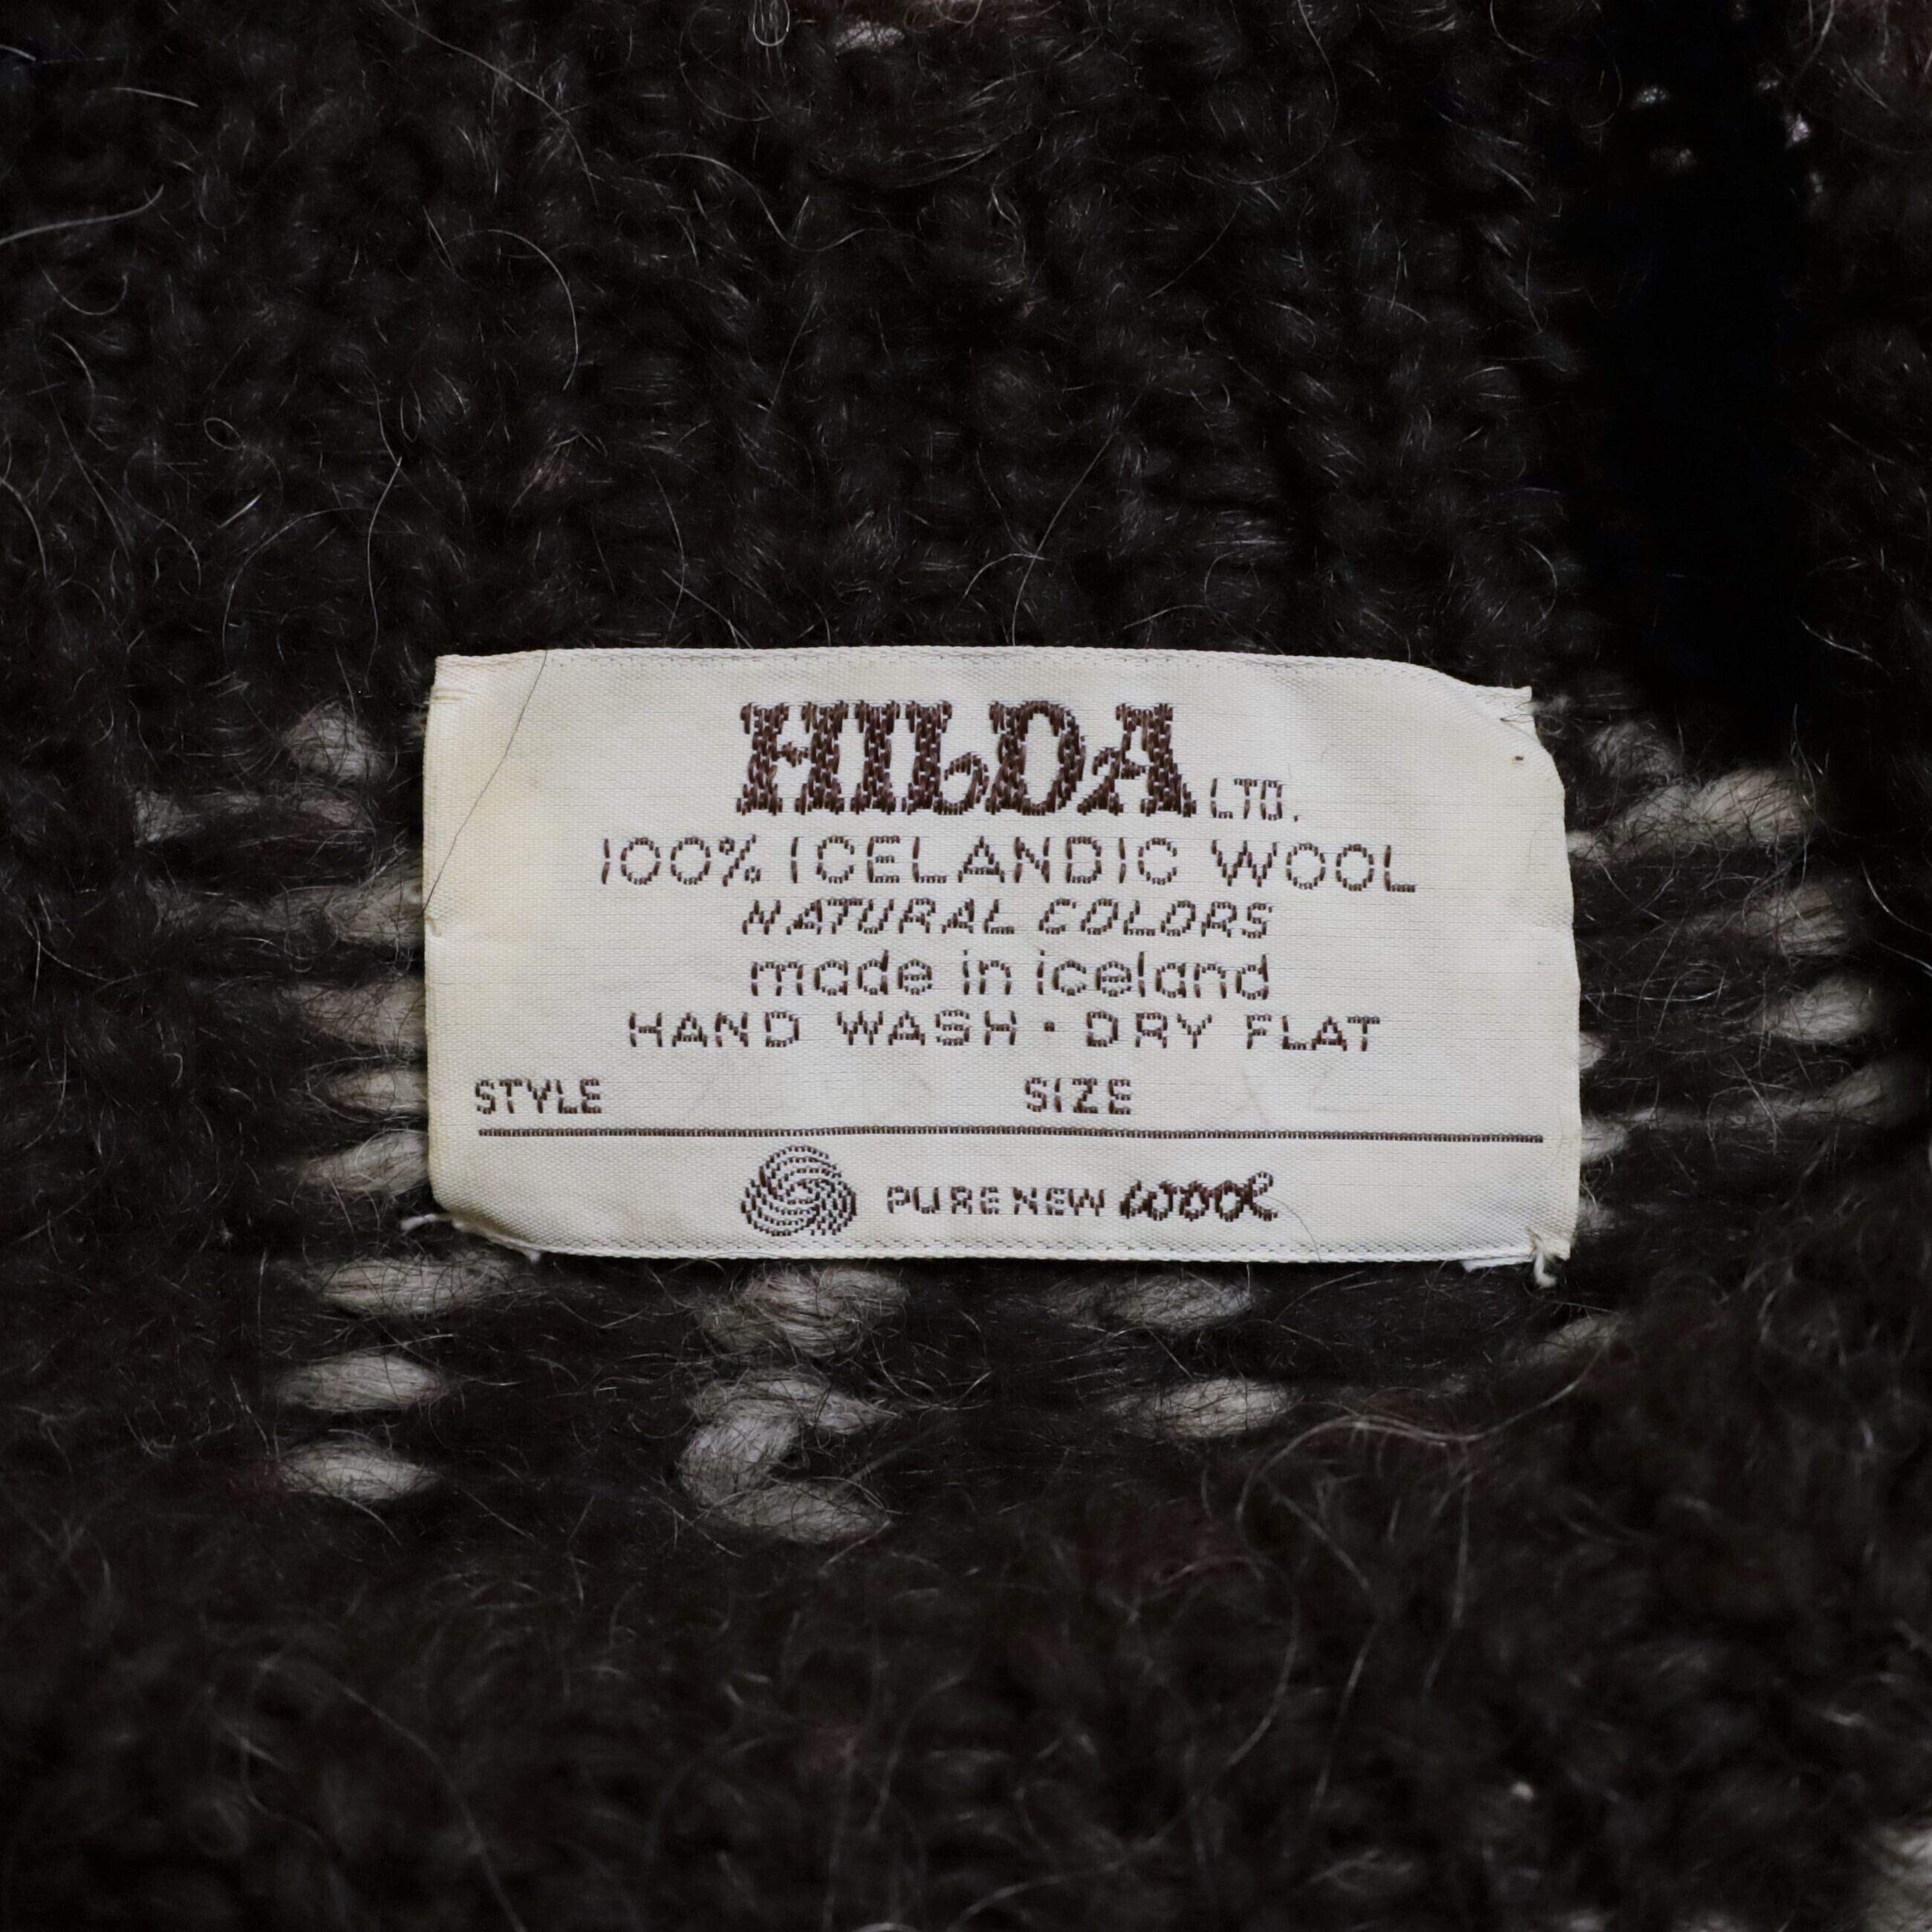 HILDA LTD.
100% ICELANDIC WOOL
NATURAL COLORS
made in iceland
HAND WASH · DRY FLAT
STYLE SIZE
PURE NEW WOOL